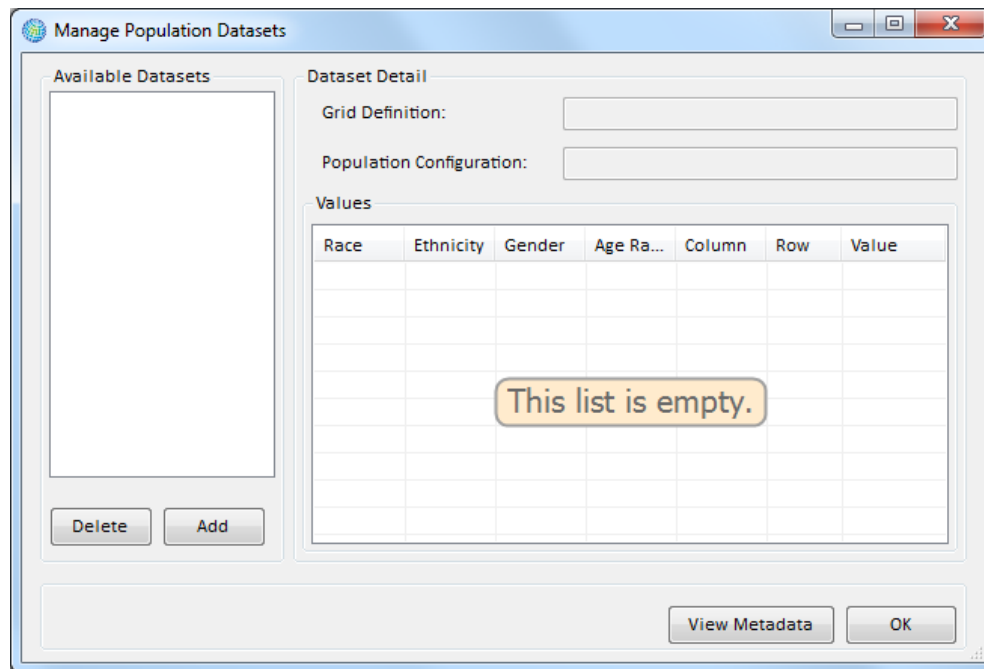 Manage Population Datasets
Available Datasets
Dataset Detail
Grid Definition:
Population Configuration:
Values
Race Ethnicity Gender Age Ra... Column Row Value
This list is empty.
Delete Add
View Metadata OK